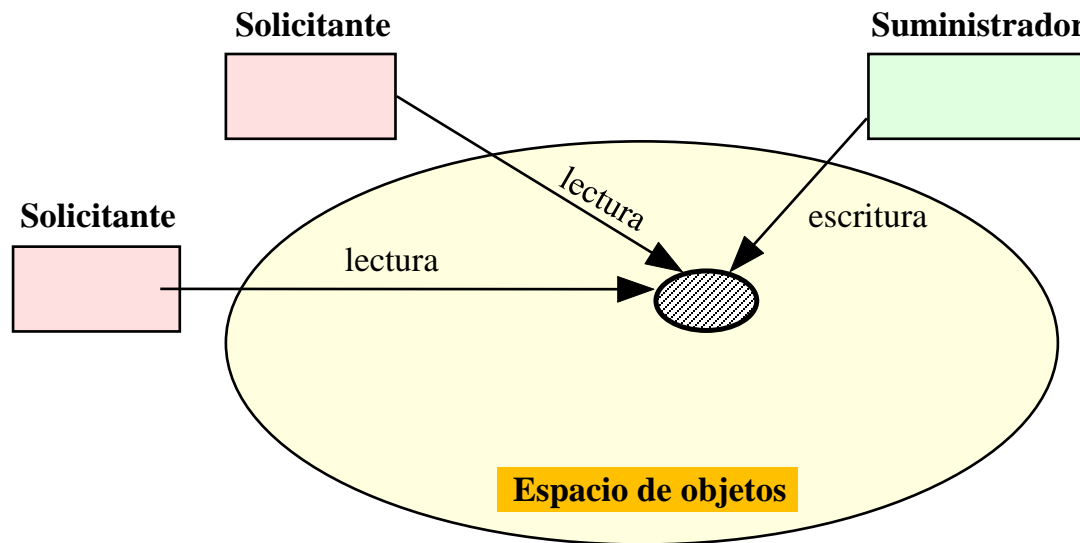 Solicitante
Suministrador
lectura
Solicitante
escritura
lectura
Espacio de objetos